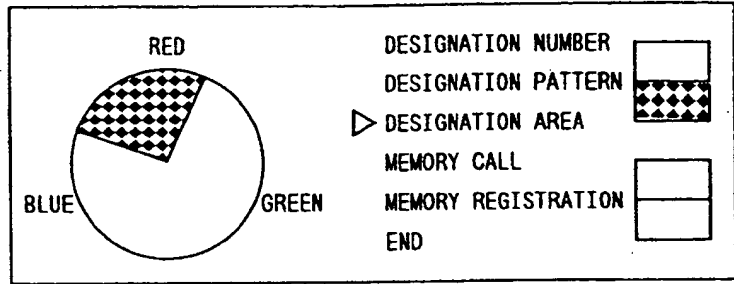 RED
BLUE
GREEN
DESIGNATION NUMBER
DESIGNATION PATTERN
DESIGNATION AREA
MEMORY CALL
MEMORY REGISTRATION
END